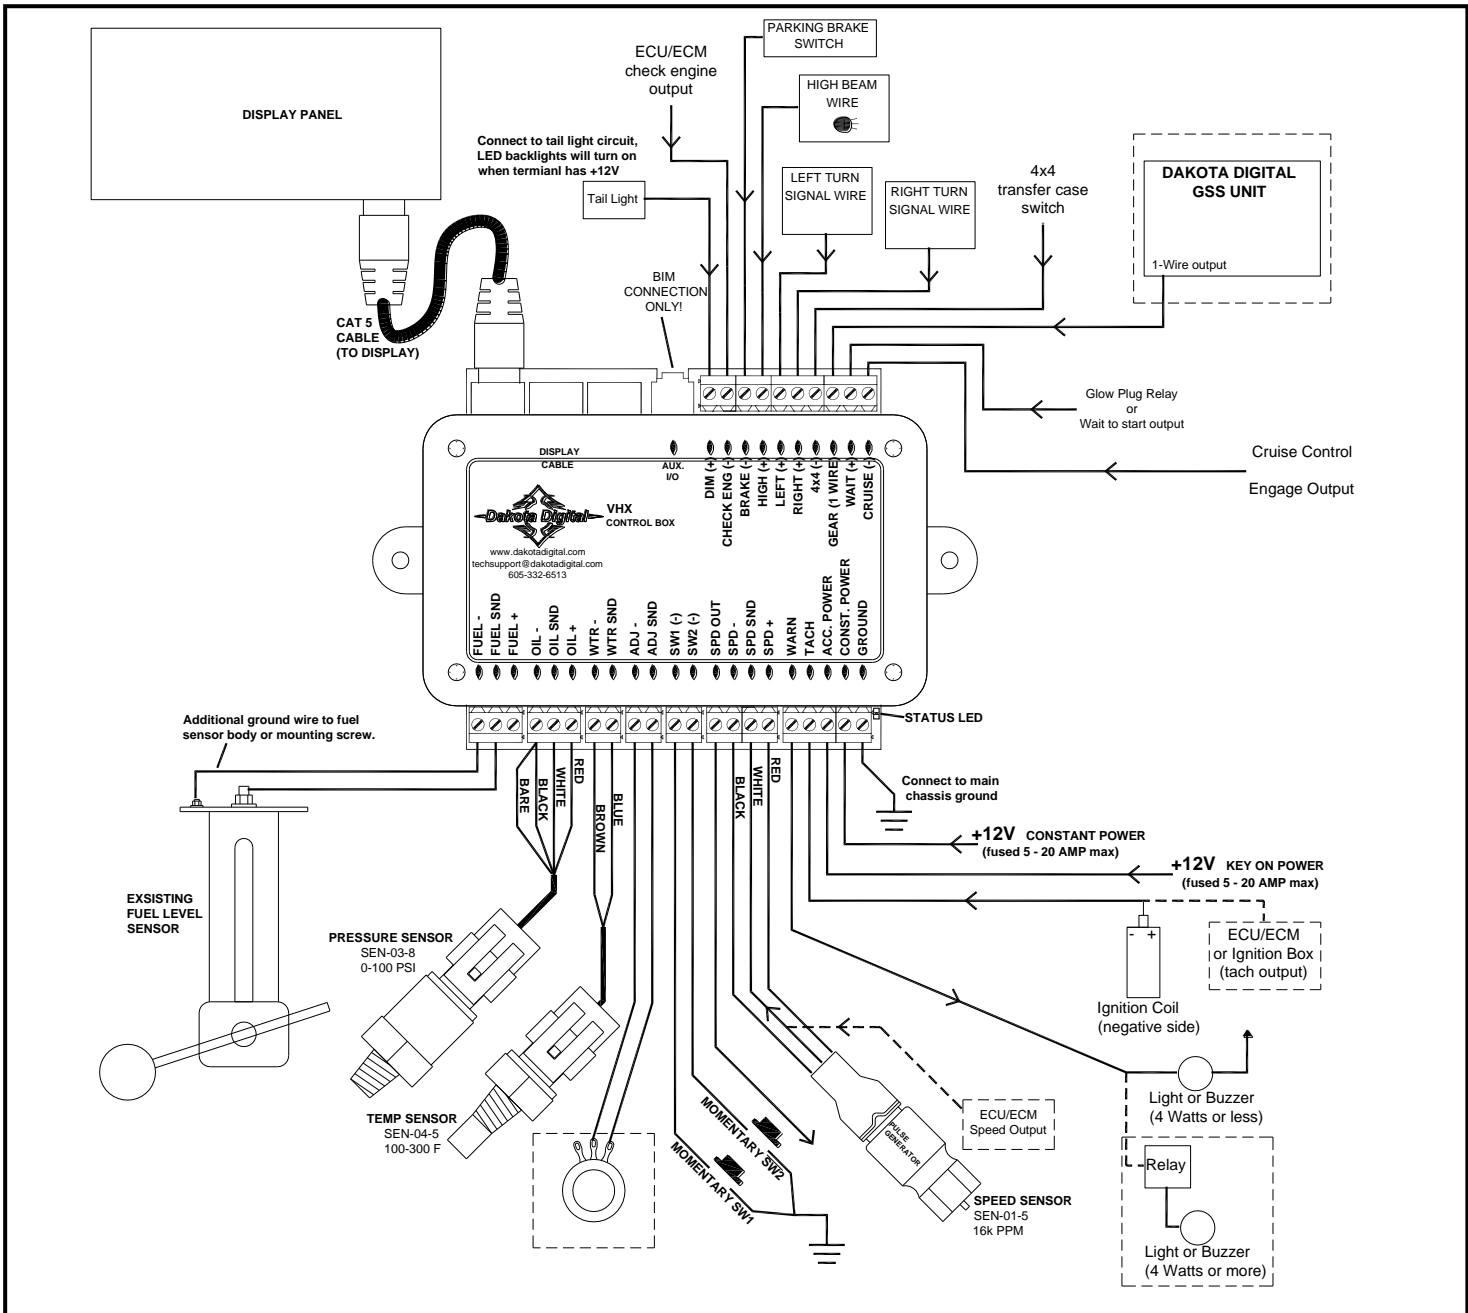 DISPLAY PANEL
ECU/ECM
check engine
output
PARKING BRAKE
SWITCH
HIGH BEAM
WIRE
Connect to tail light circuit,
LED backlights will turn on
when termianl has +12V
Tail Light
LEFT TURN
SIGNAL WIRE
RIGHT TURN
SIGNAL WIRE
4x4
transfer case
switch
DAKOTA DIGITAL
GSS UNIT
1-Wire output
BIM
CONNECTION
ONLY!
CAT 5
CABLE
(TO DISPLAY)
Glow Plug Relay
or
Wait to start output
Cruise Control
Engage Output
DISPLAY
CABLE
AUX.
I/O
DIM (+)
CHECK ENG (-)
BRAKE (-)
HIGH (+)
LEFT (+)
RIGHT (+)
4x4 (-)
GEAR (1 WIRE)
WAIT (+)
CRUISE (-)
Dakota Digital
VHX
CONTROL BOX
www.dakotadigital.com
techsupport@dakotadigital.com
605-332-6513
FUEL -
FUEL SND
FUEL +
OIL -
OIL SND
OIL +
WTR -
WTR SND
ADJ -
ADJ SND
SW1 (-)
SW2 (-)
SPD OUT
SPD -
SPD SND
SPD +
WARN
TACH
ACC. POWER
CONST. POWER
GROUND
STATUS LED
Additional ground wire to fuel
sensor body or mounting screw.
BARE
BLACK
WHITE
RED
BROWN
BLUE
BLACK
WHITE
RED
Connect to main
chassis ground
+12V CONSTANT POWER
(fused 5 - 20 AMP max)
+12V KEY ON POWER
(fused 5 - 20 AMP max)
EXSISTING
FUEL LEVEL
SENSOR
PRESSURE SENSOR
SEN-03-8
0-100 PSI
- +
Ignition Coil
(negative side)
ECU/ECM
or Ignition Box
(tach output)
TEMP SENSOR
SEN-04-5
100-300 F
MOMENTARY SW2
MOMENTARY SW1
PULSE
GENERATOR
ECU/ECM
Speed Output
SPEED SENSOR
SEN-01-5
16k PPM
Light or Buzzer
(4 Watts or less)
Relay
Light or Buzzer
(4 Watts or more)